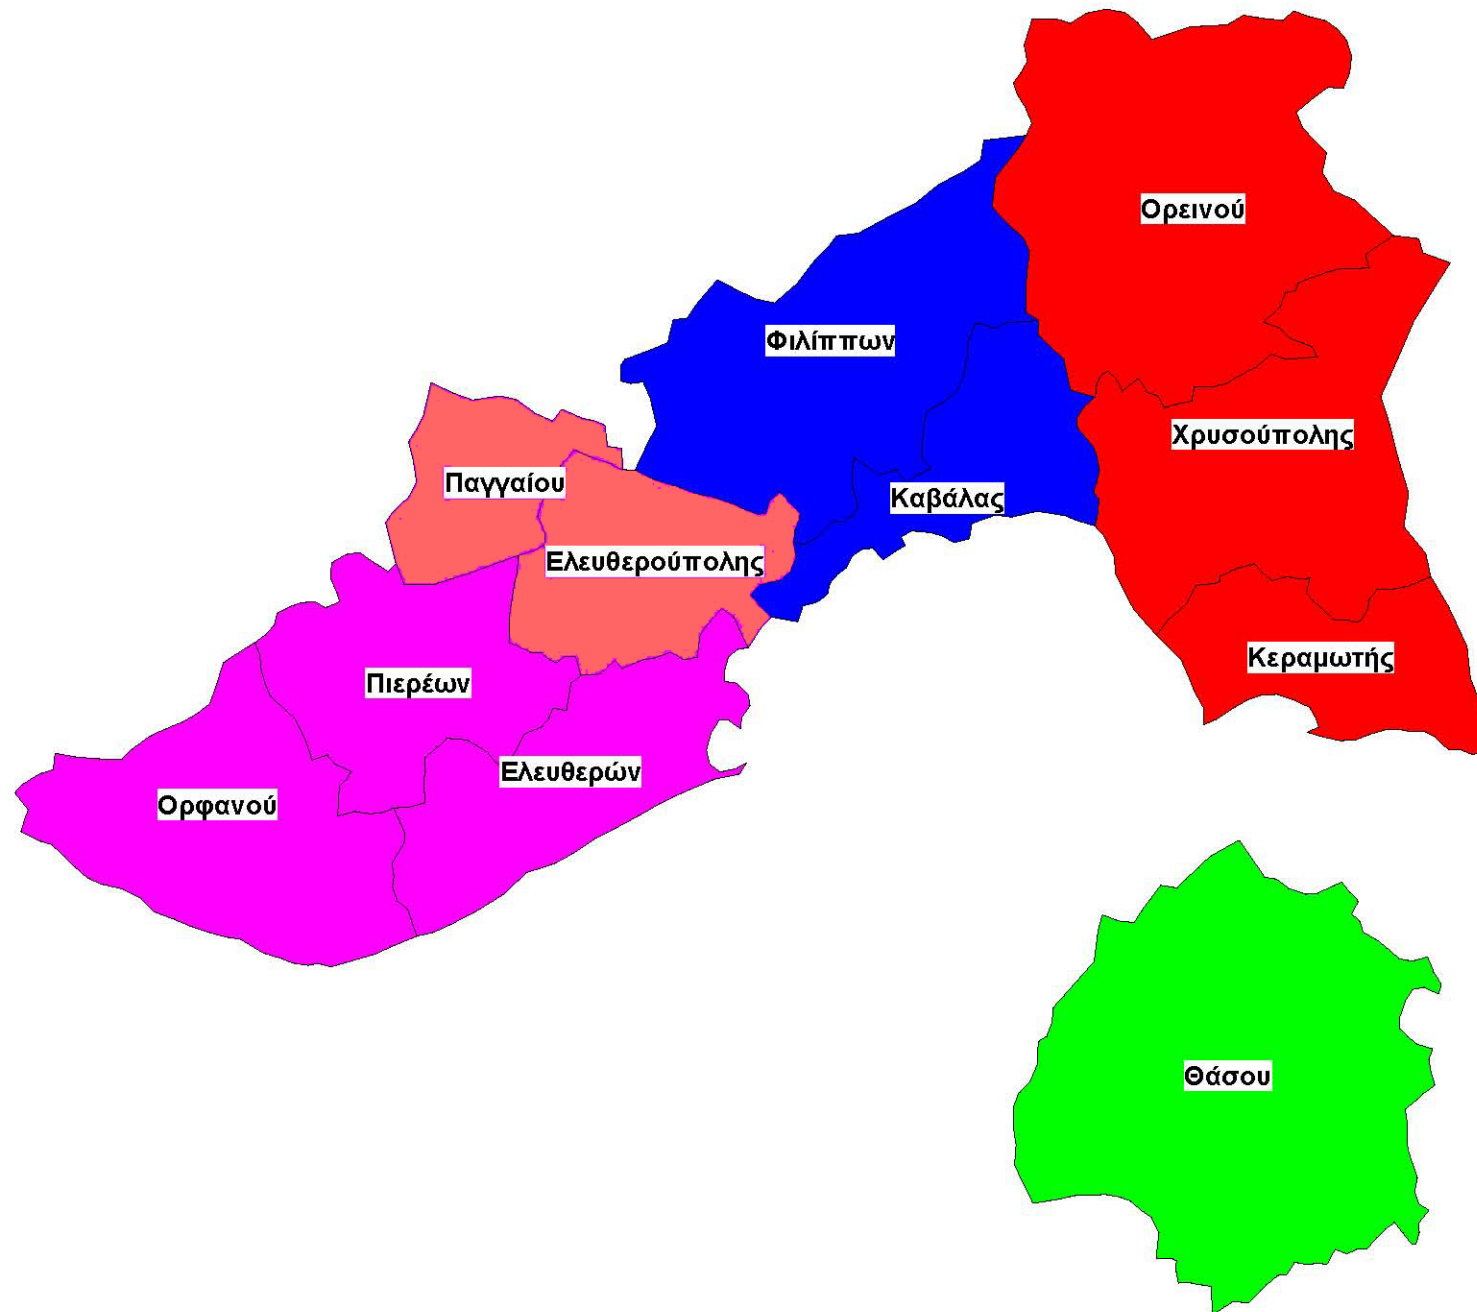 Ορεινού
Φιλίππων
Χρυσούπολης
Παγγαίου
Καβάλας
Ελευθερούπολης
Κεραμωτής
Πιερέων
Ελευθερών
Ορφανού
Θάσου